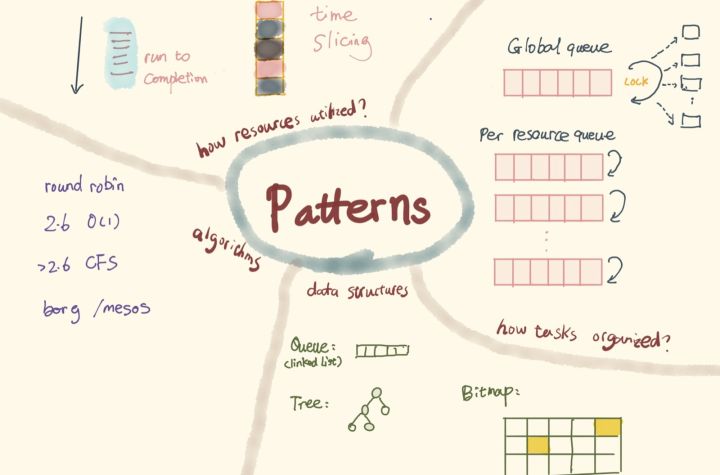 time
slicing
run to
completion
how resources utilized?
Global queue
LOCK
Per resource queue
Patterns
round robin
2.6 O(1)
>2.6 CFS
borg /mesos
algorithms
data structures
how tasks organized?
Queue:
(linked list)
Tree:
Bitmap: